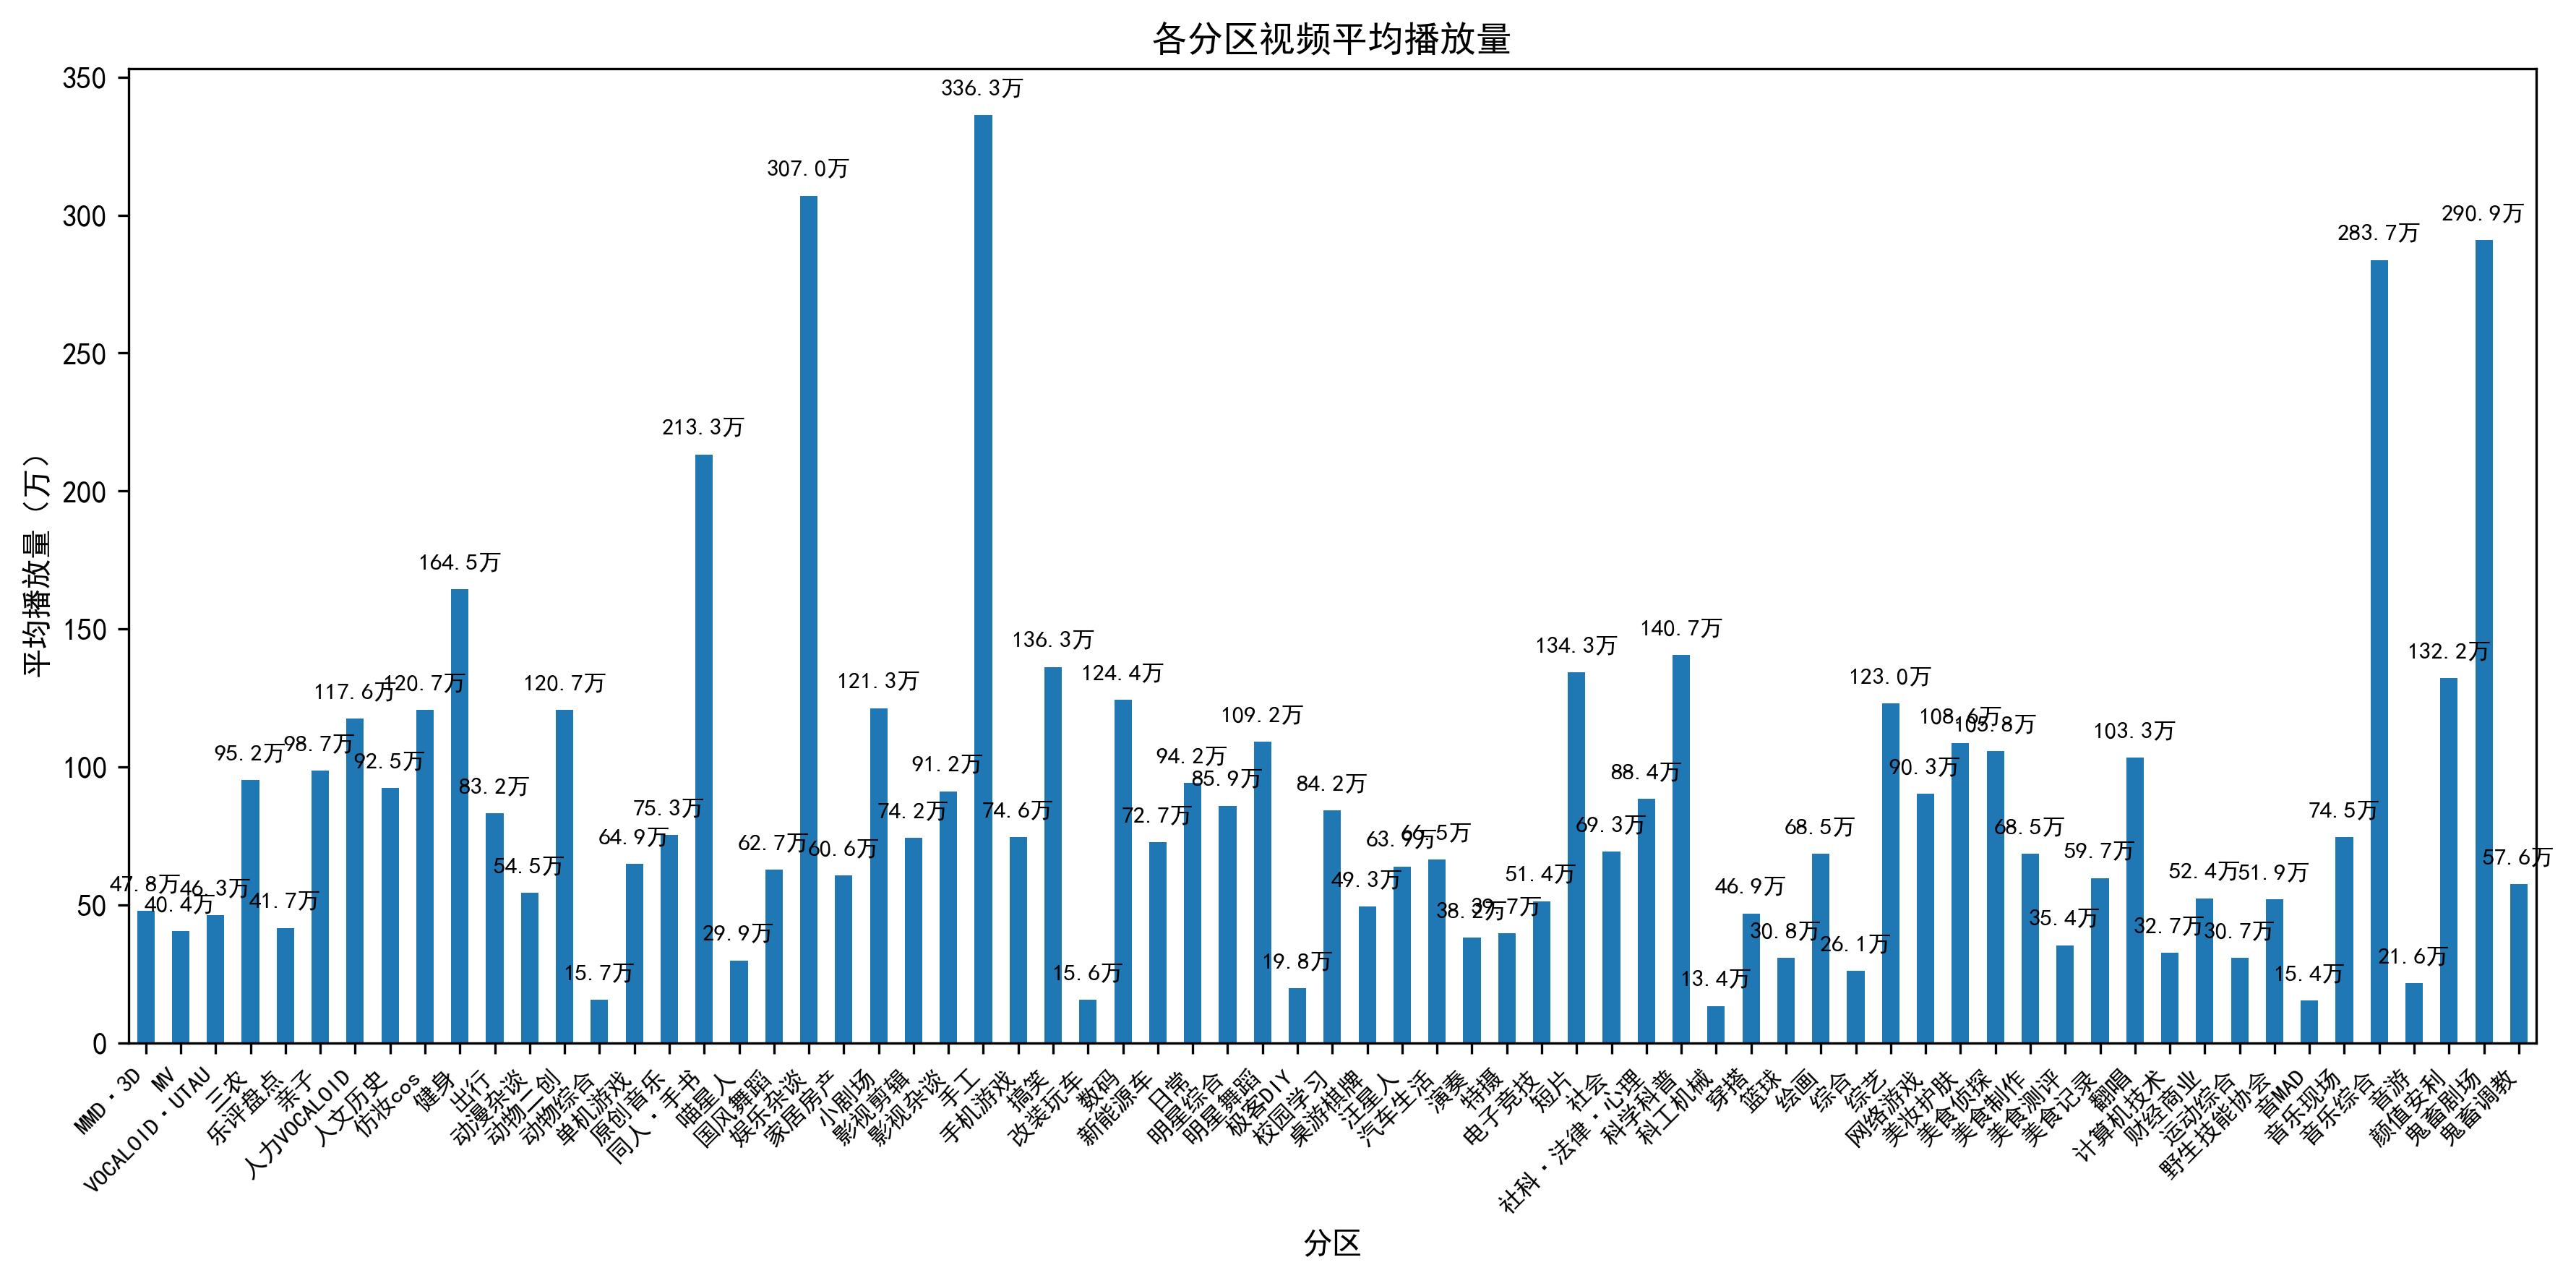 各分区视频平均播放量
平均播放量（万）
350
300
250
200
150
100
50
0
47.8万
40.4万
46.3万
95.2万
41.7万
98.7万
117.6万
92.5万
120.7万
164.5万
83.2万
54.5万
120.7万
15.7万
64.9万
75.3万
213.3万
29.9万
62.7万
307.0万
60.6万
121.3万
74.2万
91.2万
336.3万
74.6万
136.3万
15.6万
124.4万
72.7万
94.2万
85.9万
109.2万
19.8万
84.2万
49.3万
63.9万
66.5万
38.2万
39.7万
51.4万
134.3万
69.3万
88.4万
140.7万
13.4万
46.9万
30.8万
68.5万
26.1万
123.0万
90.3万
108.6万
105.8万
68.5万
35.4万
59.7万
103.3万
32.7万
52.4万
30.7万
51.9万
15.4万
74.5万
283.7万
21.6万
132.2万
290.9万
57.6万
MMD·3D
MV
VOCALOID·UTAU
三农
乐评盘点
亲子
人力VOCALOID
人文历史
仿妆cos
健身
出行
动漫杂谈
动物二创
动物综合
单机游戏
原创音乐
同人·手书
喵星人
国风舞蹈
娱乐杂谈
家居房产
小剧场
影视剪辑
影视杂谈
手工
手机游戏
搞笑
改装玩车
数码
新能源车
日常
明星综合
明星舞蹈
极客DIY
校园学习
桌游棋牌
汪星人
汽车生活
演奏
特摄
电子竞技
短片
社会
社科·法律·心理
科学科普
科工机械
穿搭
篮球
绘画
综合
综艺
网络游戏
美妆护肤
美食侦探
美食制作
美食测评
美食记录
翻唱
计算机技术
财经商业
运动综合
野生技能协会
音MAD
音乐现场
音乐综合
音游
颜值安利
鬼畜剧场
鬼畜调教
分区